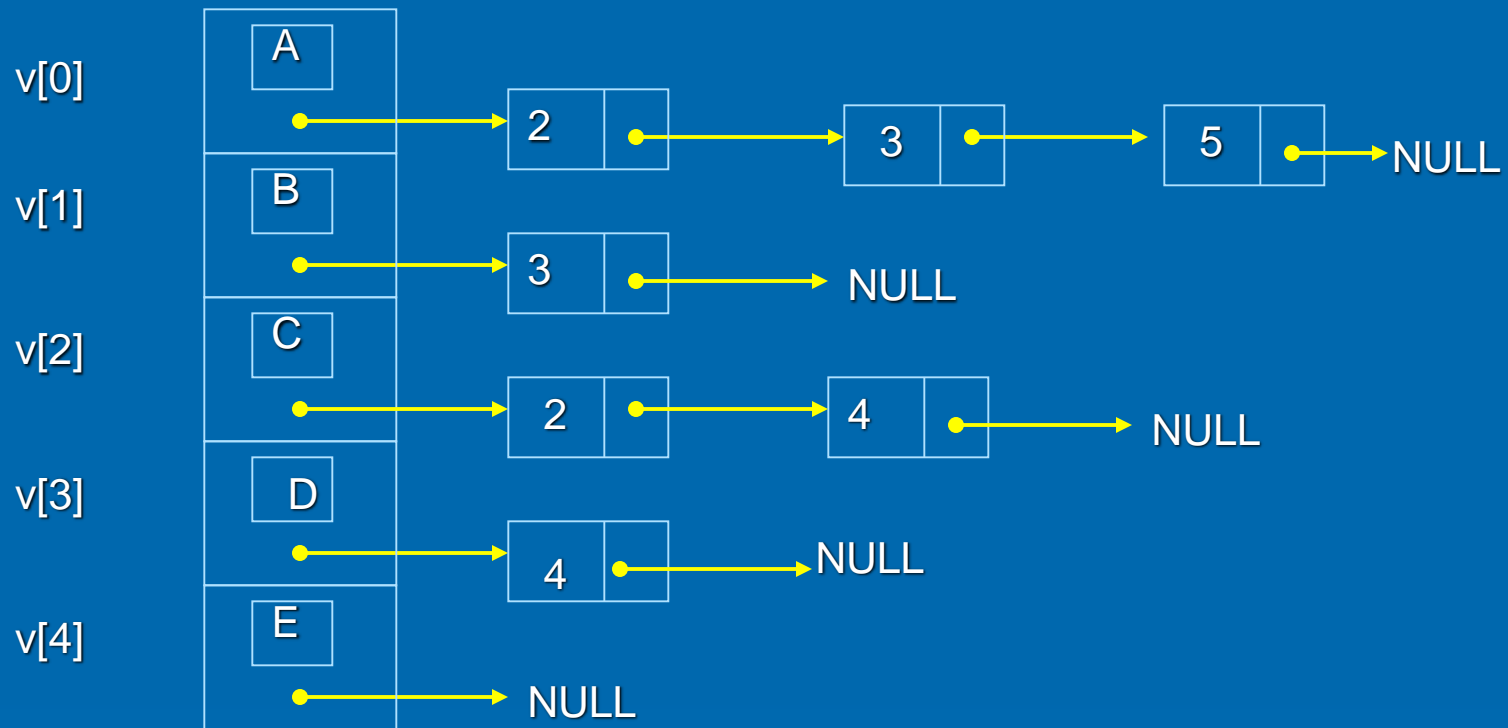 v[0] A
2 3 5 NULL
v[1] B
3 NULL
v[2] C
2 4 NULL
v[3] D
4 NULL
v[4] E
NULL